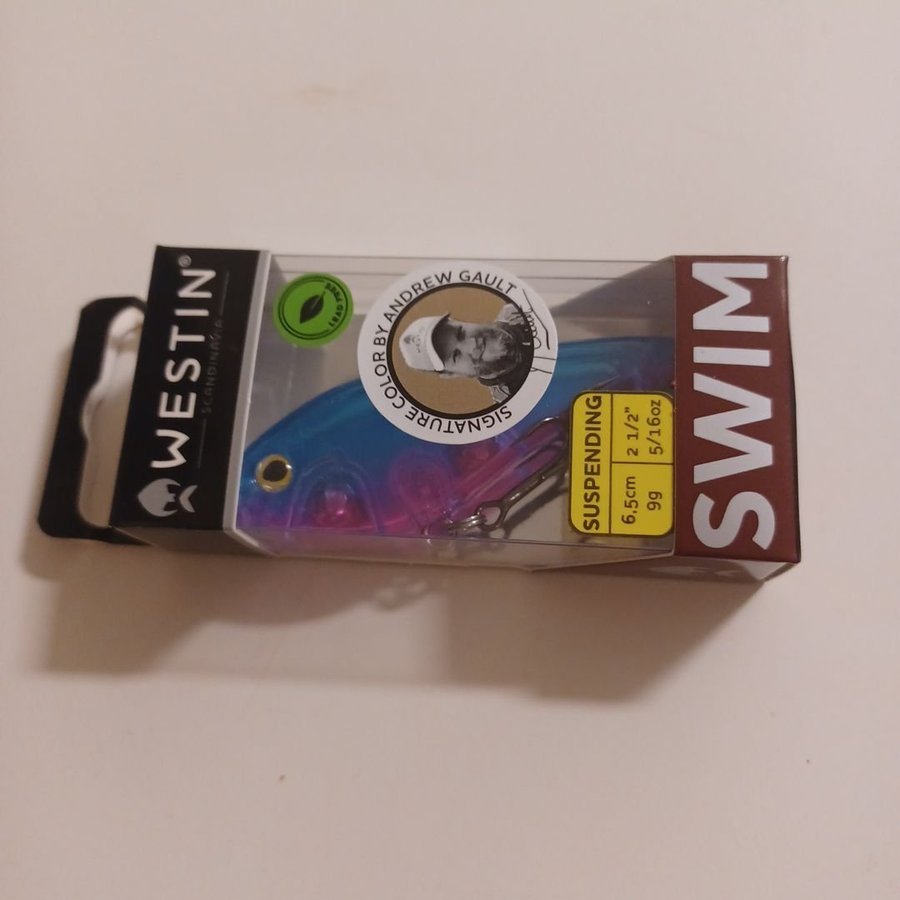 WESTIN®
SCANDINAVIA
LEAD FREE
SIGNATURE COLOR BY ANDREW GAULT
SUSPENDING
6,5cm 2 1/2"
9g 5/16oz
SWIM